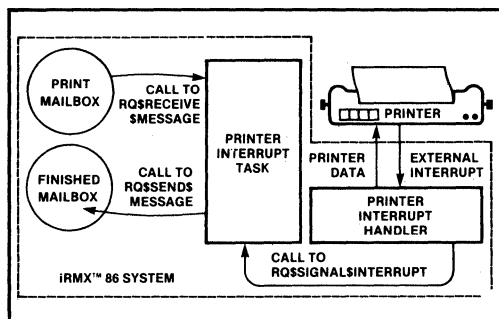 PRINT
MAILBOX
CALL TO
RQ$RECEIVE
$MESSAGE
FINISHED
MAILBOX
CALL TO
RQ$SEND$
MESSAGE
PRINTER
INTERRUPT
TASK
PRINTER
PRINTER
DATA
EXTERNAL
INTERRUPT
PRINTER
INTERRUPT
HANDLER
CALL TO
RQ$SIGNAL$INTERRUPT
iRMX™ 86 SYSTEM